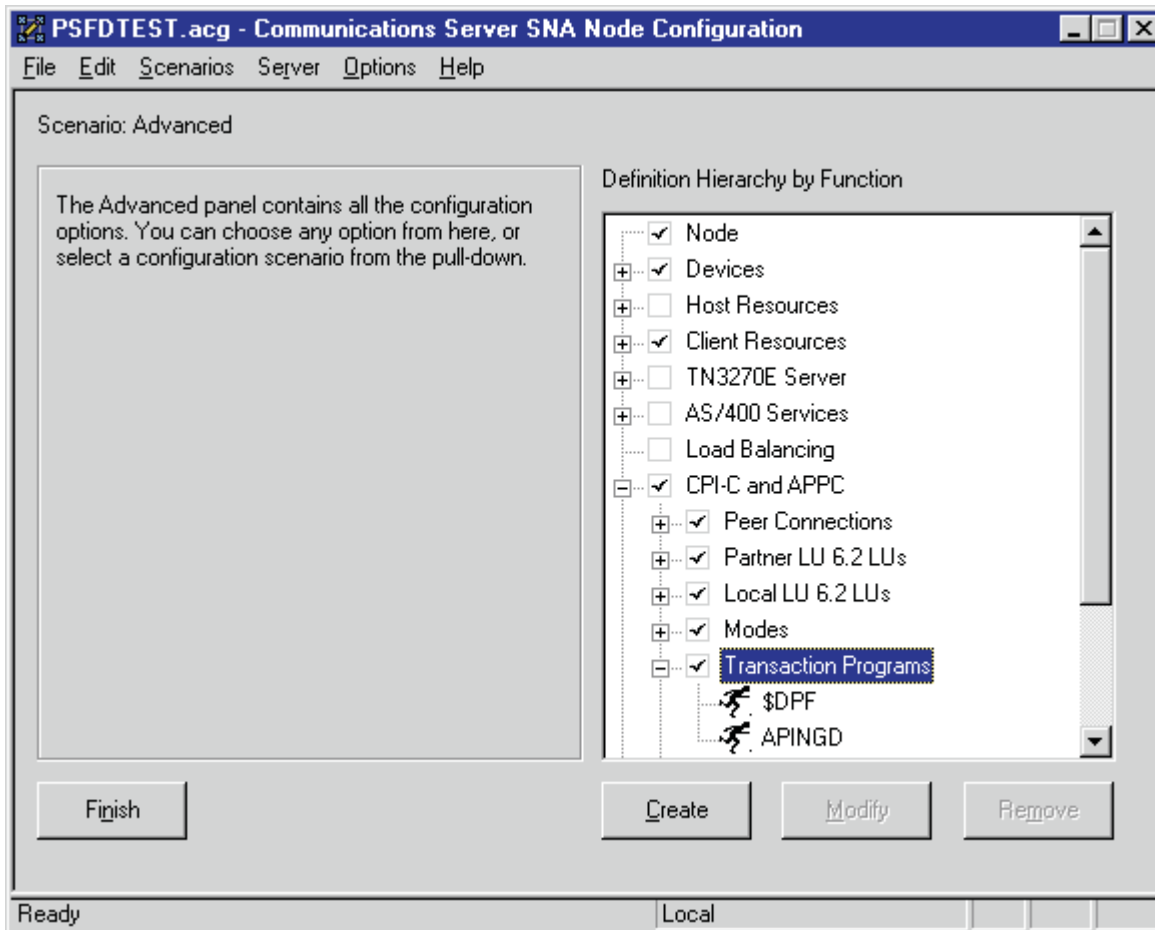 PSFDTEST.acg - Communications Server SNA Node Configuration
File Edit Scenarios Server Options Help
Scenario: Advanced
The Advanced panel contains all the configuration
options. You can choose any option from here, or
select a configuration scenario from the pull-down.
Definition Hierarchy by Function
Node
Devices
Host Resources
Client Resources
TN3270E Server
AS/400 Services
Load Balancing
CPI-C and APPC
Peer Connections
Partner LU 6.2 LUs
Local LU 6.2 LUs
Modes
Transaction Programs
$DPF
APINGD
Finish
Create
Modify
Remove
Ready
Local